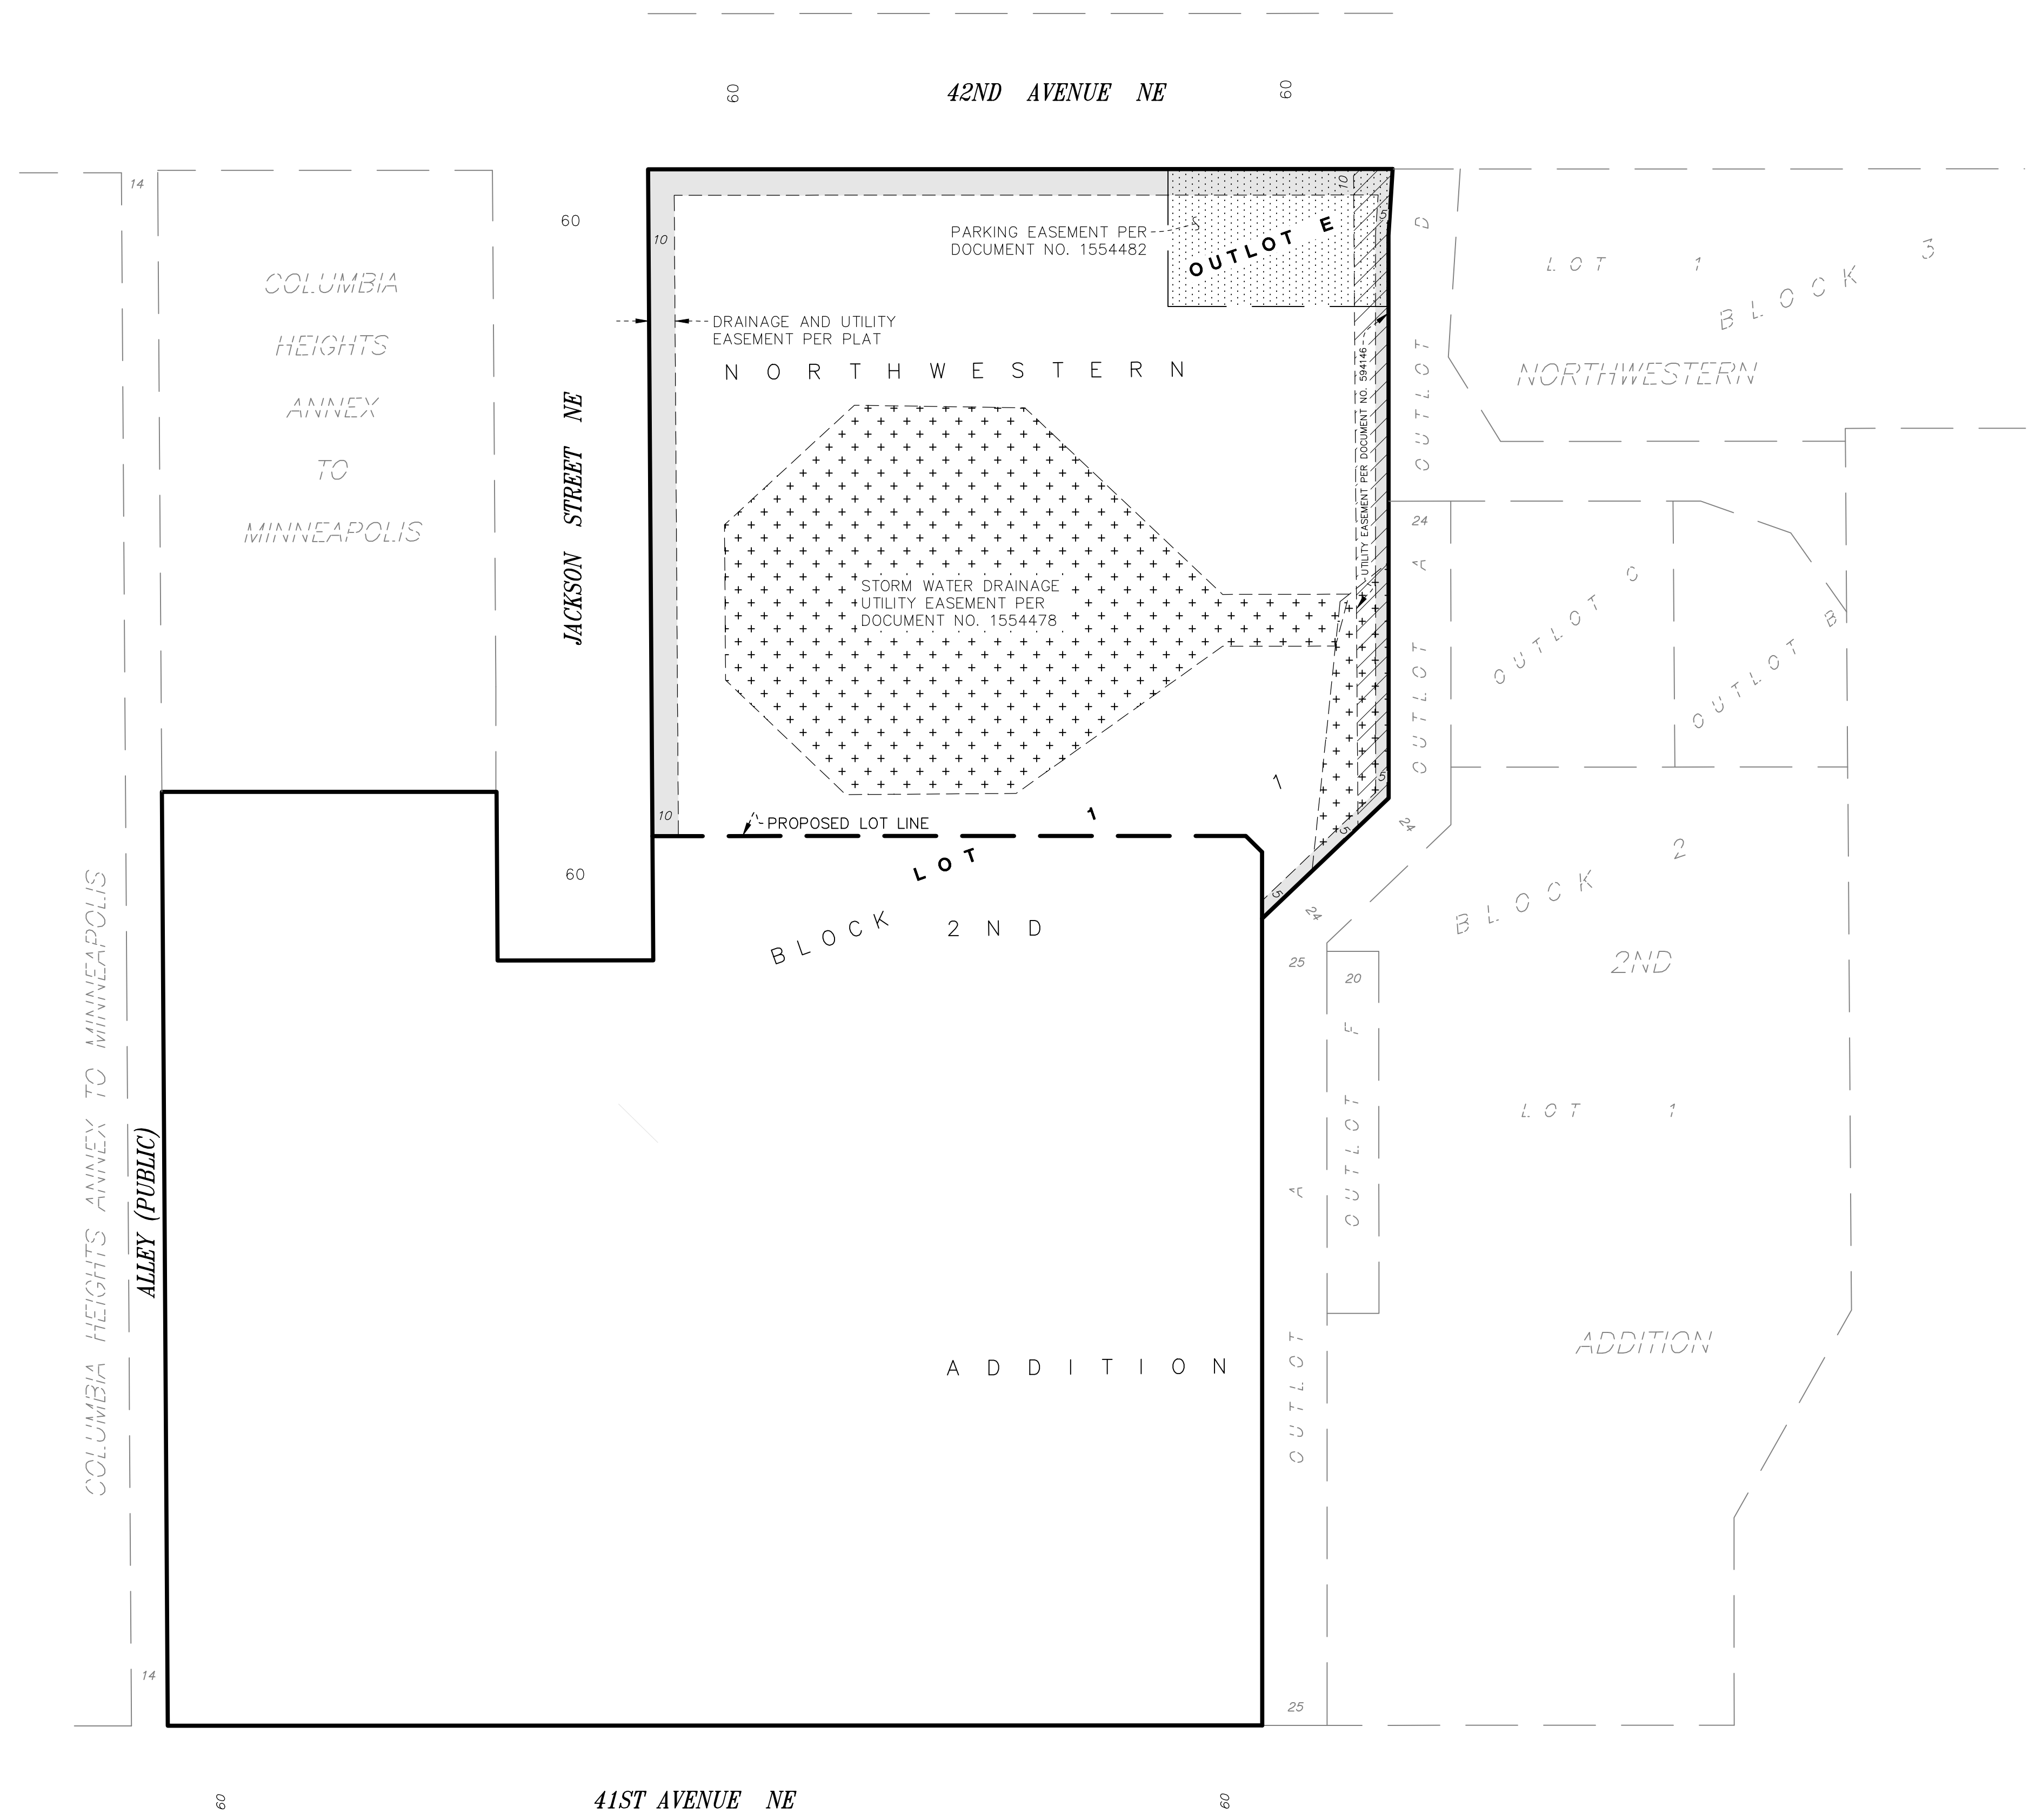 60
42ND AVENUE NE
60
14
COLUMBIA
HEIGHTS
ANNEX
TO
MINNEAPOLIS
60
JACKSON STREET NE
10
10
5
PARKING EASEMENT PER
DOCUMENT NO. 1554482
OUTLOT E
DRAINAGE AND UTILITY
EASEMENT PER PLAT
NORTHWESTERN
UTILITY EASEMENT PER DOCUMENT NO. 594146
STORM WATER DRAINAGE
UTILITY EASEMENT PER
DOCUMENT NO. 1554478
OUTLOT D
LOT 1
BLOCK 3
NORTHWESTERN
24
OUTLOT A
OUTLOT C
OUTLOT B
5
10
PROPOSED LOT LINE
1
1
LOT
BLOCK
2ND
60
5
5
24
24
BLOCK 2
2ND
25
20
OUTLOT F
LOT 1
COLUMBIA HEIGHTS ANNEX TO MINNEAPOLIS
ALLEY (PUBLIC)
OUTLOT A
ADDITION
ADDITION
14
25
60
41ST AVENUE NE
60